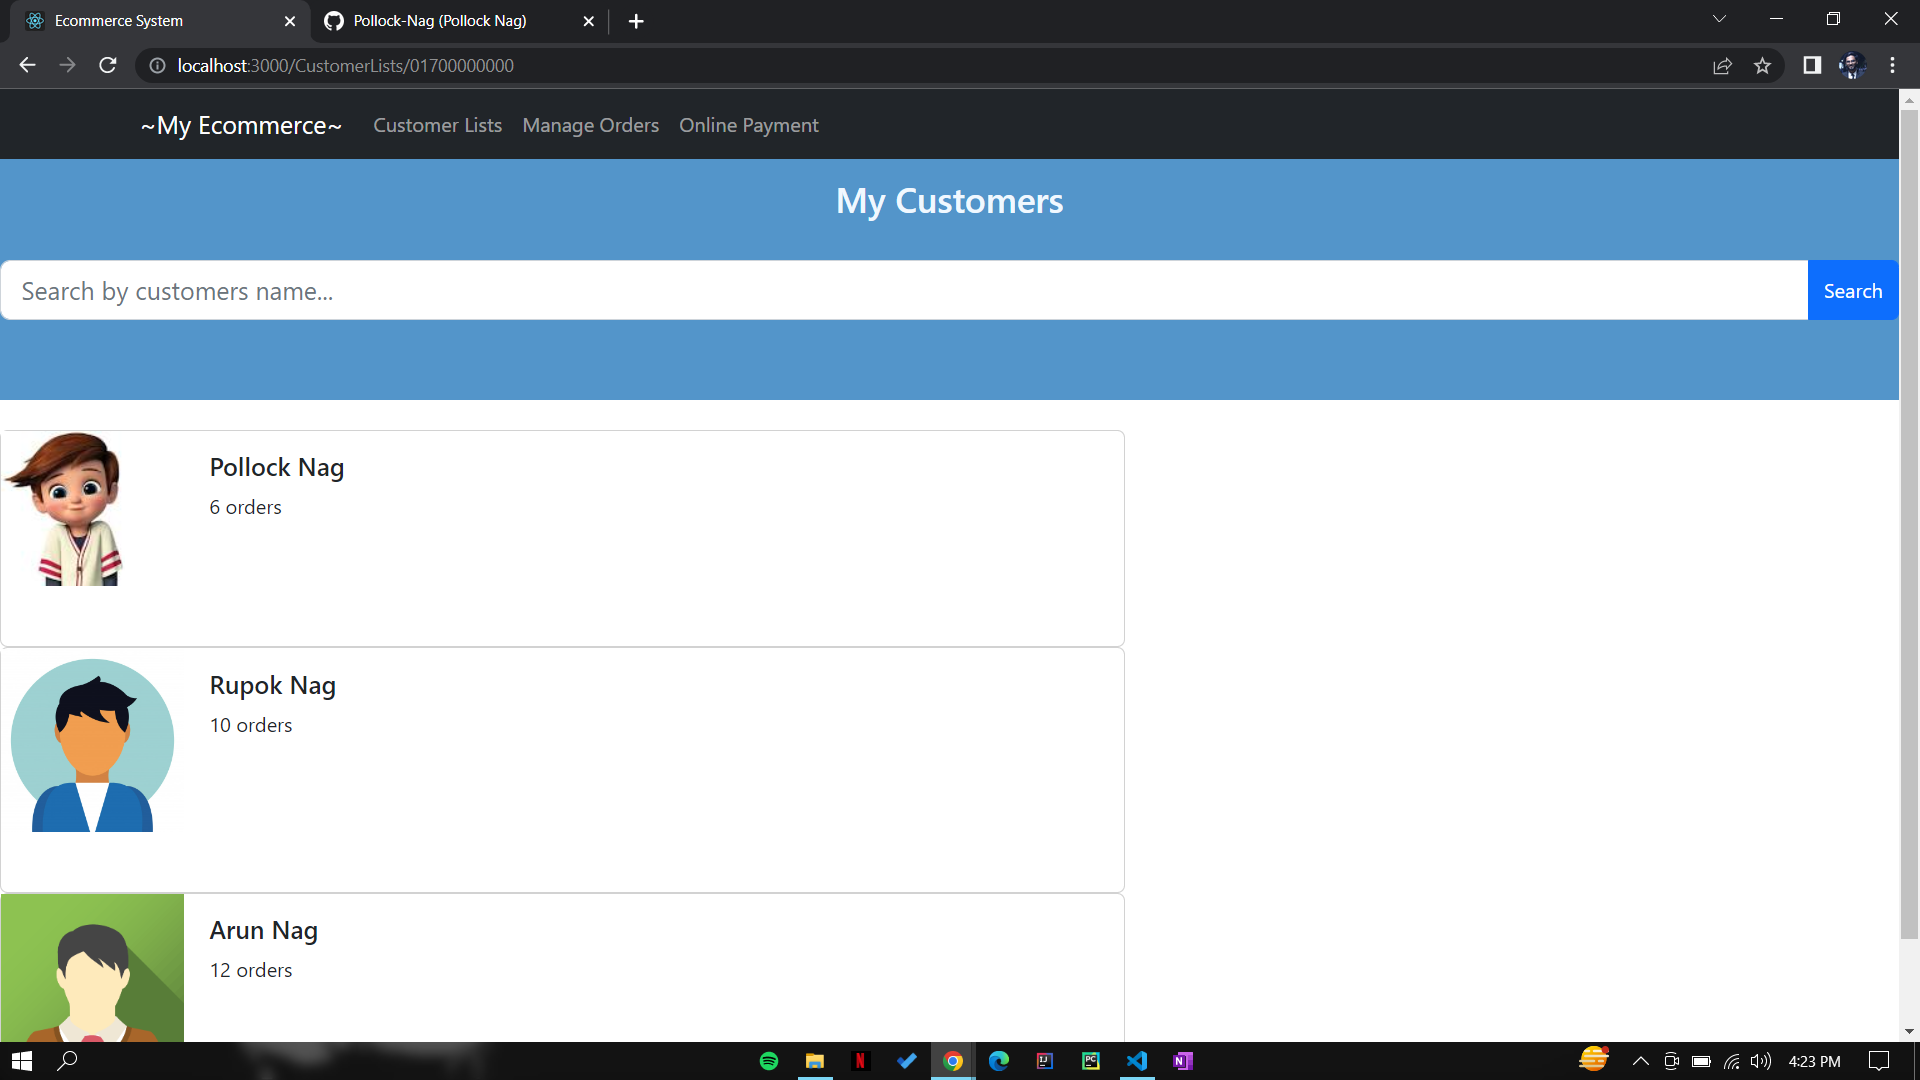 Ecommerce System
Pollock-Nag (Pollock Nag)
localhost:3000/CustomerLists/01700000000
~My Ecommerce~ Customer Lists Manage Orders Online Payment
My Customers
Search by customers name... Search
Pollock Nag
6 orders
Rupok Nag
10 orders
Arun Nag
12 orders
4:23 PM